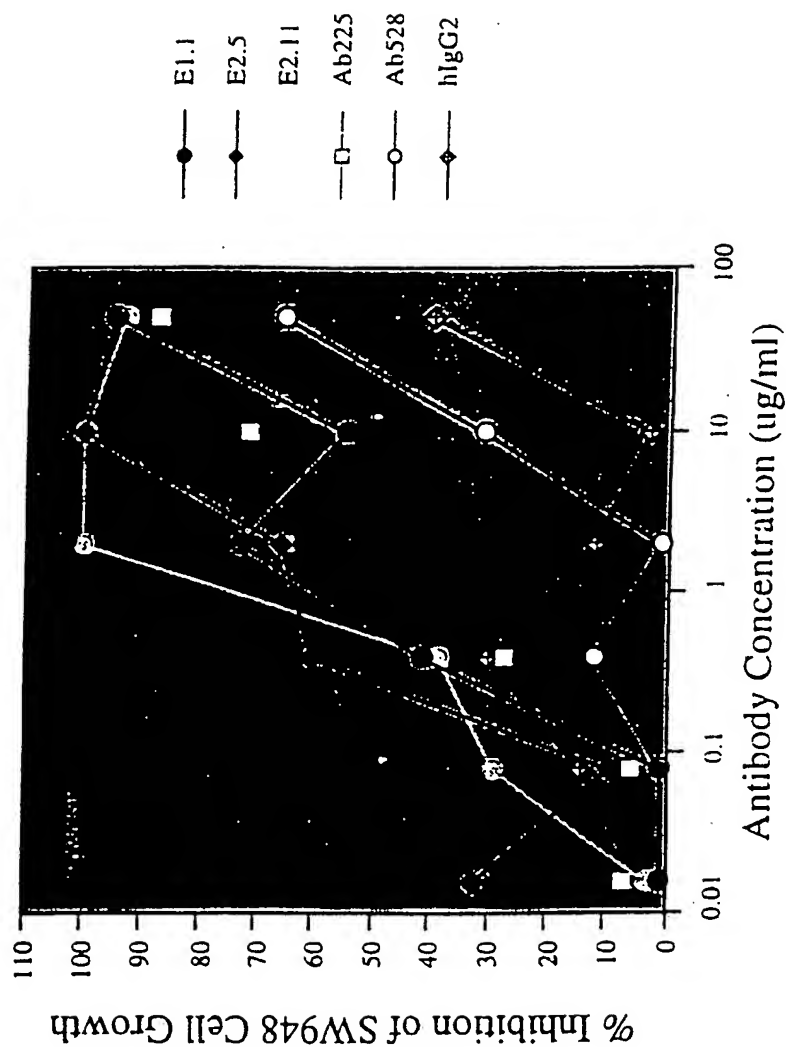 E1.1
E2.5
E2.11
Ab225
Ab528
hIgG2
110
100
90
80
70
60
50
40
30
20
10
0
0.01
0.1
1
10
100
% Inhibition of SW948 Cell Growth
Antibody Concentration (ug/ml)